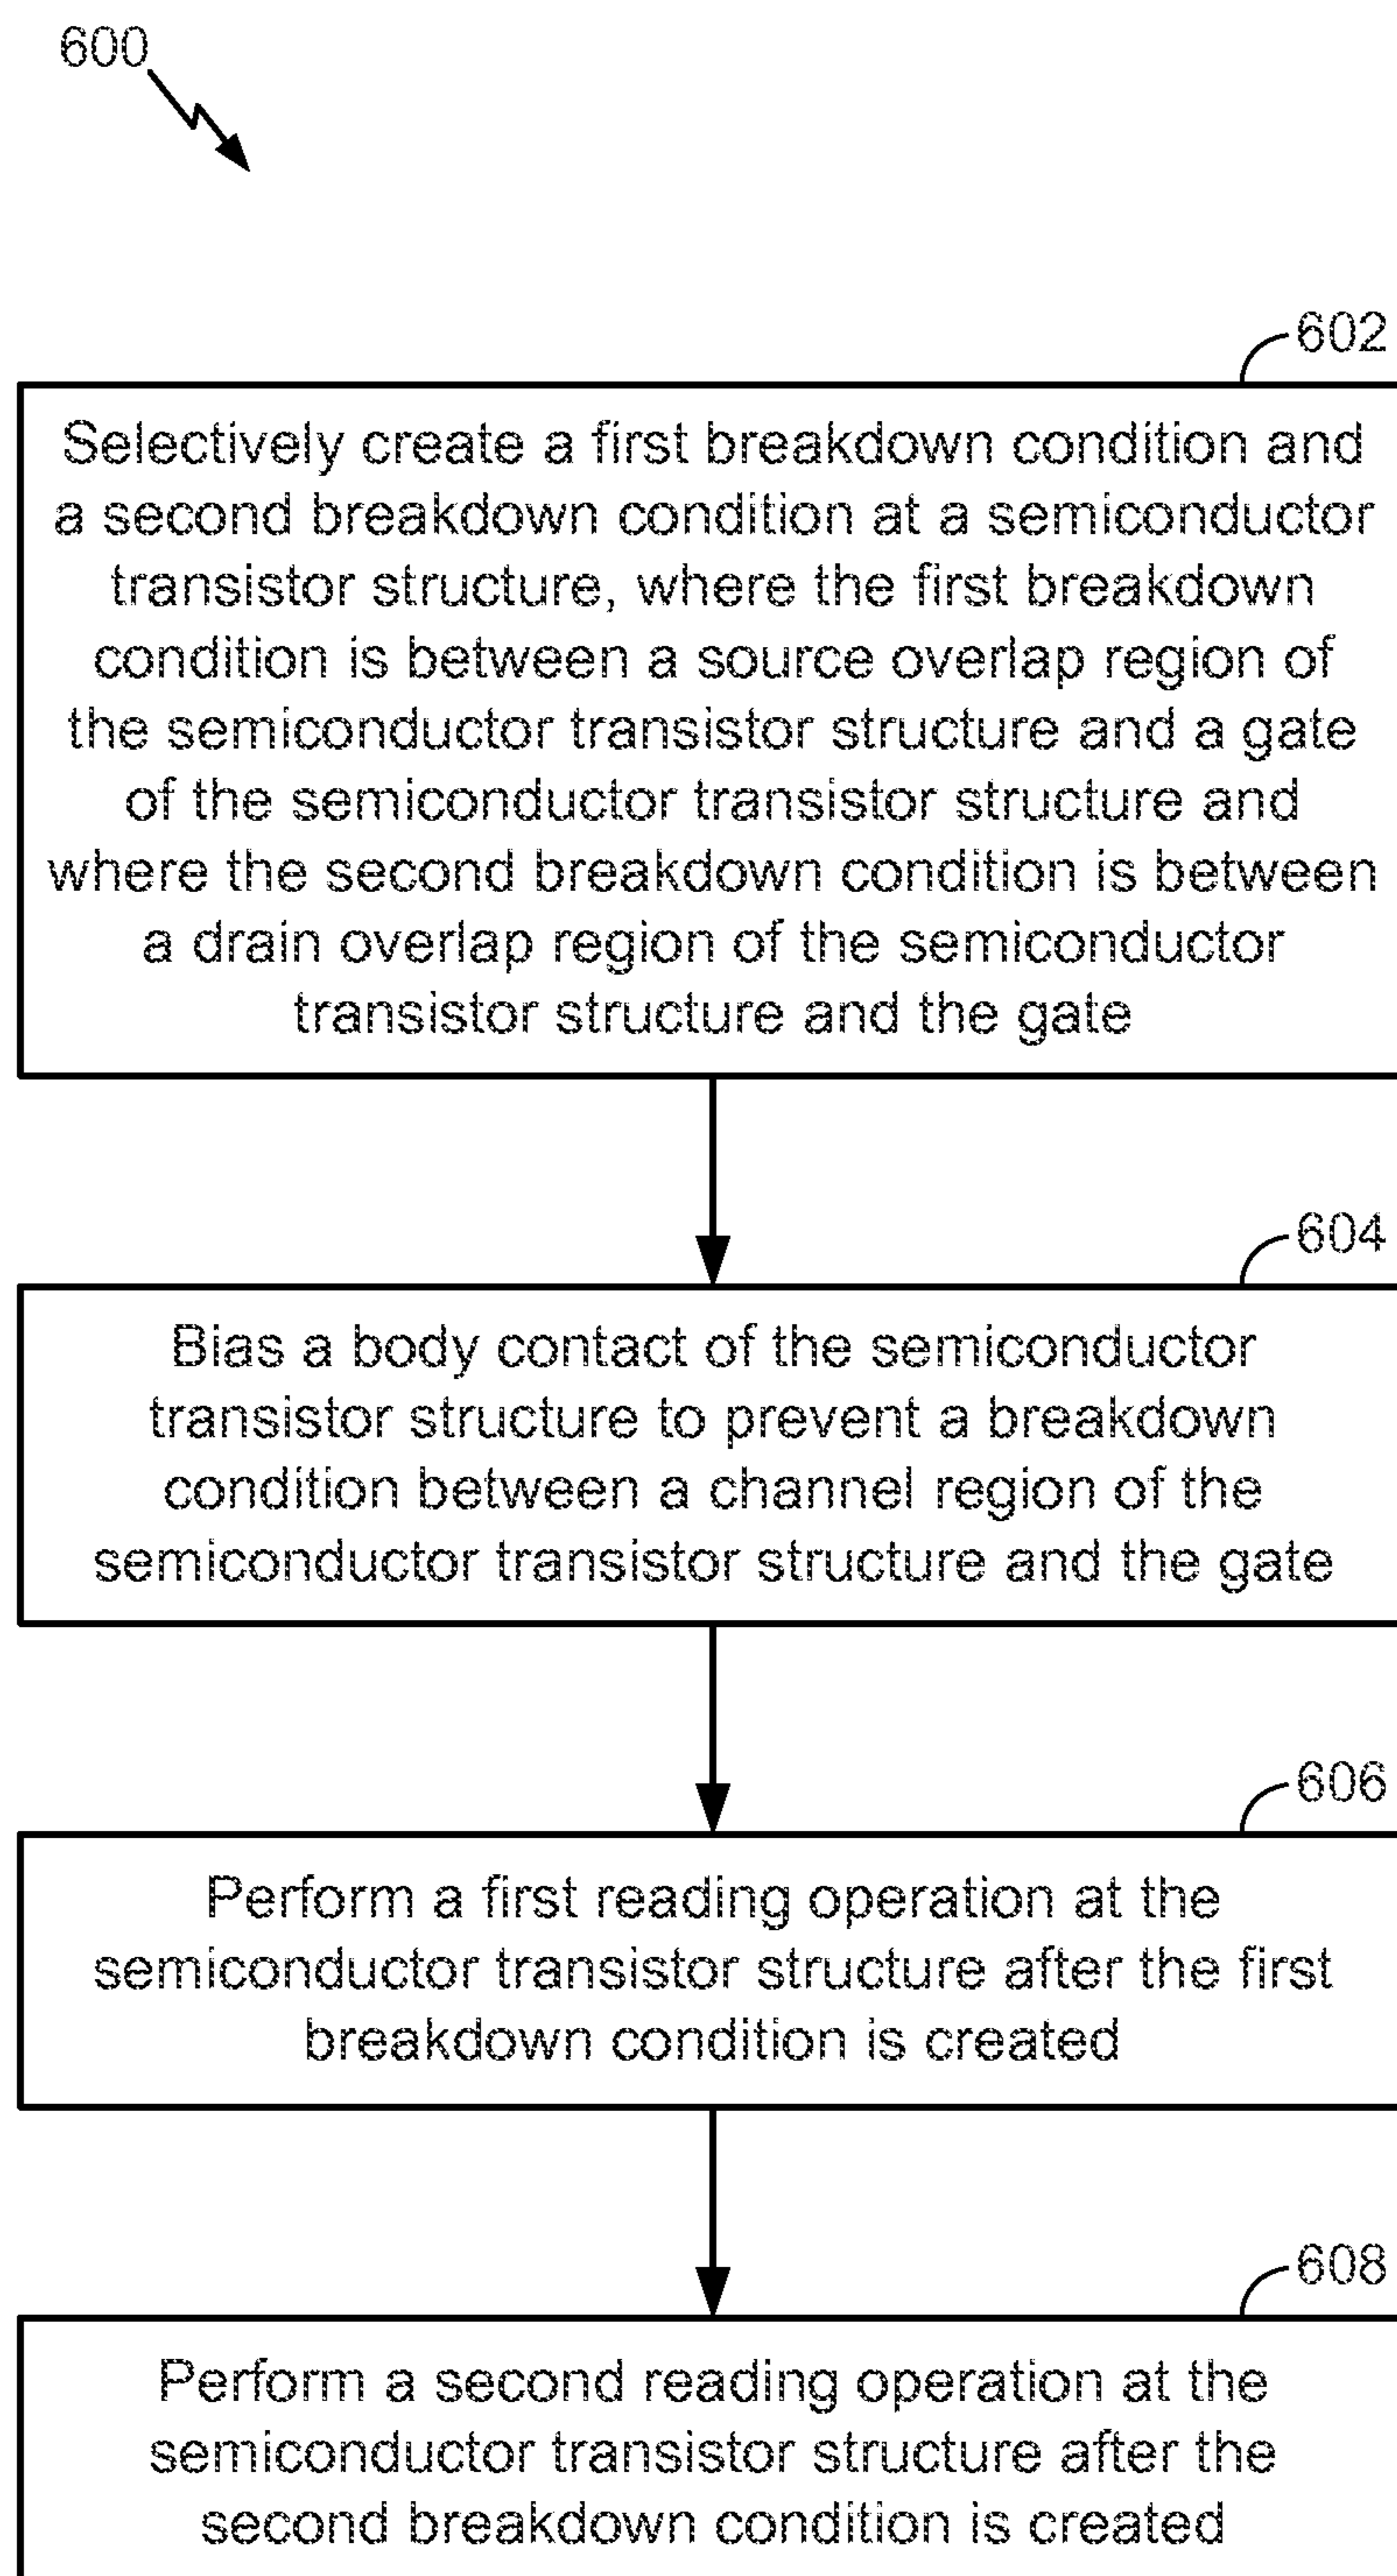 600
602
Selectively create a first breakdown condition and
a second breakdown condition at a semiconductor
transistor structure, where the first breakdown
condition is between a source overlap region of
the semiconductor transistor structure and a gate
of the semiconductor transistor structure and
where the second breakdown condition is between
a drain overlap region of the semiconductor
transistor structure and the gate
604
Bias a body contact of the semiconductor
transistor structure to prevent a breakdown
condition between a channel region of the
semiconductor transistor structure and the gate
606
Perform a first reading operation at the
semiconductor transistor structure after the first
breakdown condition is created
608
Perform a second reading operation at the
semiconductor transistor structure after the
second breakdown condition is created